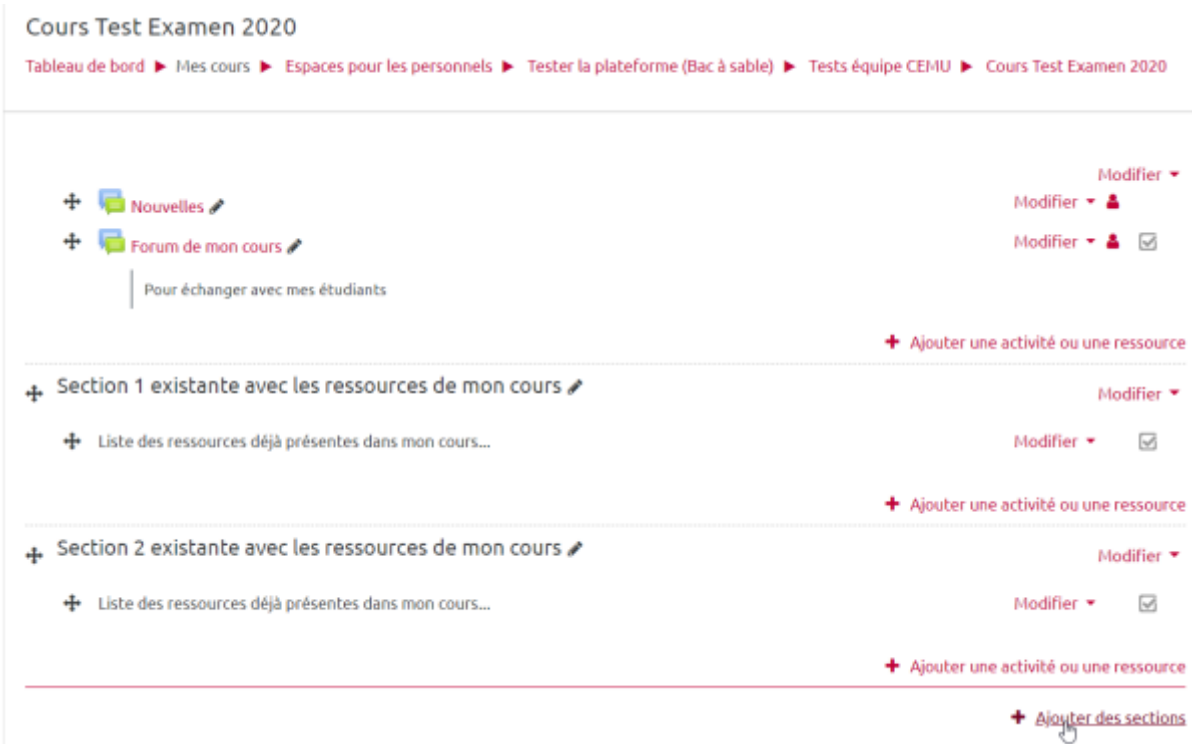 Cours Test Examen 2020
Tableau de bord ► Mes cours ► Espaces pour les personnels ► Tester la plateforme (Bac à sable) ► Tests équipe CEMU ► Cours Test Examen 2020
Modifier
Nouvelles Modifier
Forum de mon cours Modifier
Pour échanger avec mes étudiants
+ Ajouter une activité ou une ressource
Section 1 existante avec les ressources de mon cours Modifier
Liste des ressources déjà présentes dans mon cours... Modifier
+ Ajouter une activité ou une ressource
Section 2 existante avec les ressources de mon cours Modifier
Liste des ressources déjà présentes dans mon cours... Modifier
+ Ajouter une activité ou une ressource
+ Ajouter des sections